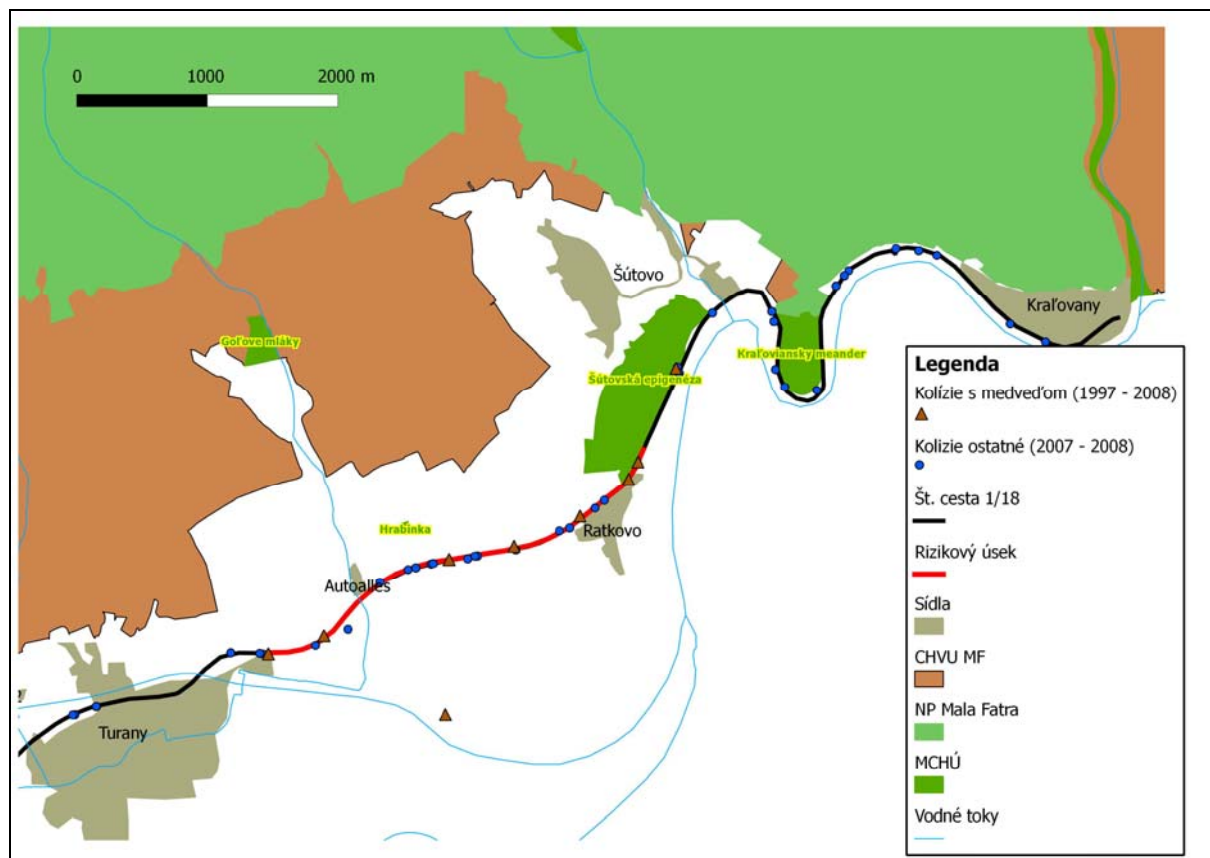 0 1000 2000 m
Šútovo
Kraľovany
Goľove mláky
Kraľoviansky meander
Šútovská epigenéza
Hrabinka
Ratkovo
Autoalles
Turany
Legenda
Kolízie s medveďom (1997 - 2008)
Kolizie ostatné (2007 - 2008)
Št. cesta 1/18
Rizikový úsek
Sídla
CHVU MF
NP Mala Fatra
MCHÚ
Vodné toky